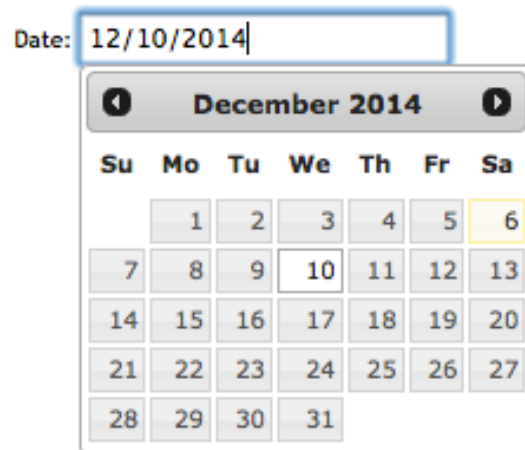 Date: 12/10/2014
December 2014
Su Mo Tu We Th Fr Sa
1 2 3 4 5 6
7 8 9 10 11 12 13
14 15 16 17 18 19 20
21 22 23 24 25 26 27
28 29 30 31